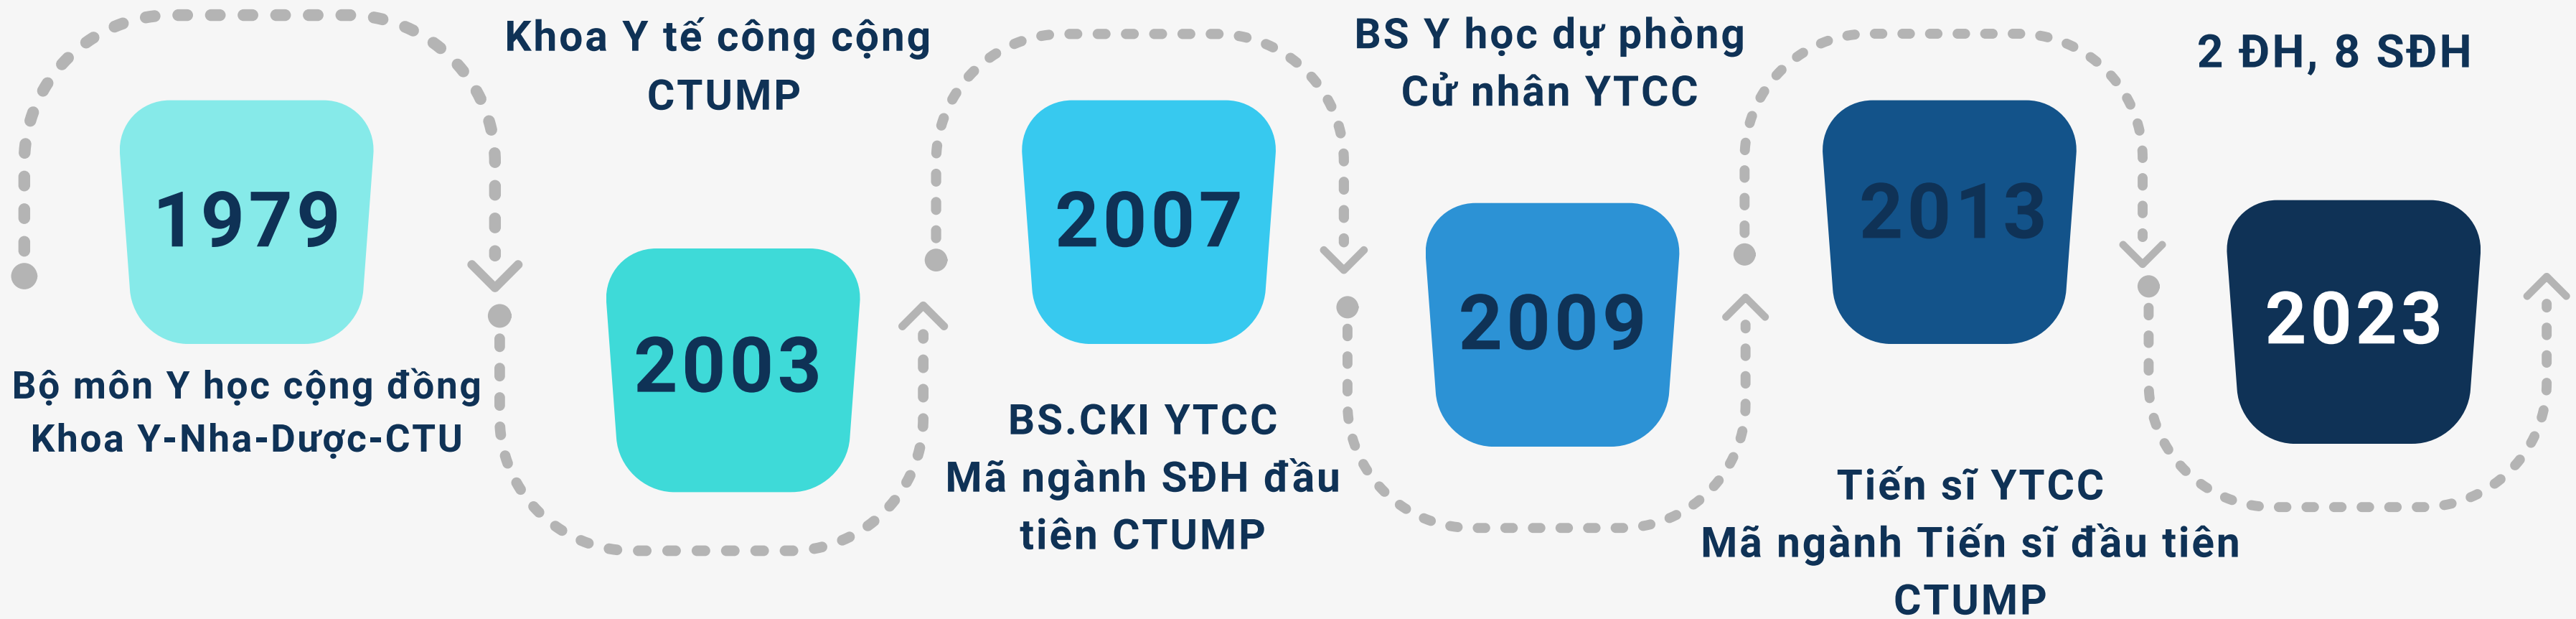 1979
Bộ môn Y học cộng đồng
Khoa Y-Nha-Dược-CTU
Khoa Y tế công cộng
CTUMP
2003
2007
BS.CKI YTCC
Mã ngành SĐH đầu
tiên CTUMP
BS Y học dự phòng
Cử nhân YTCC
2009
2013
Tiến sĩ YTCC
Mã ngành Tiến sĩ đầu tiên
CTUMP
2 ĐH, 8 SĐH
2023